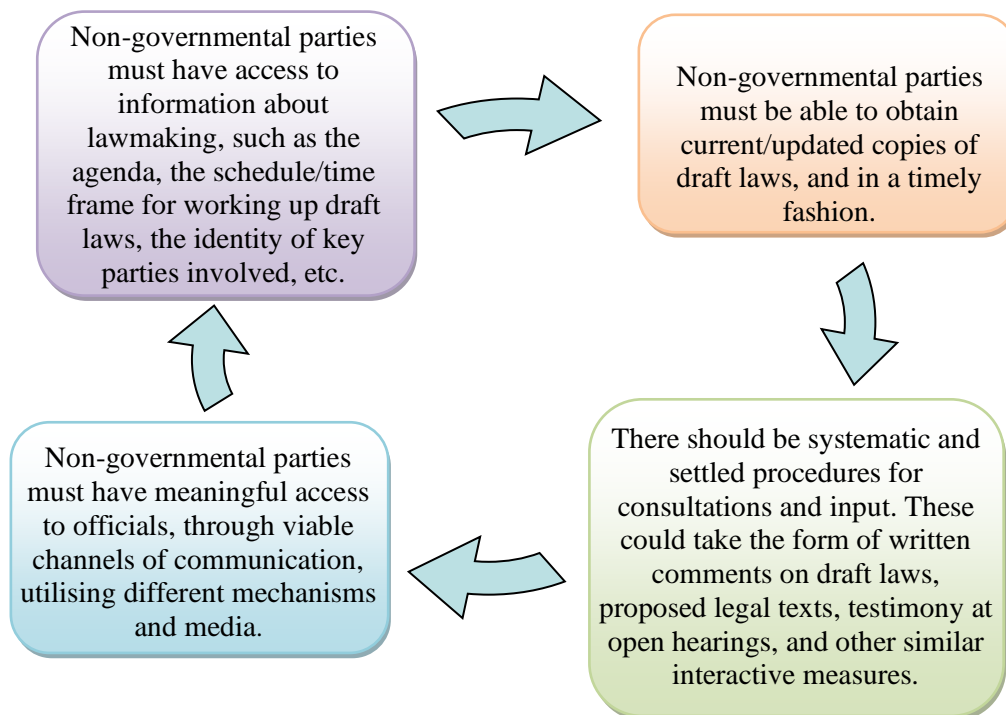 Non-governmental parties
must have access to
information about
lawmaking, such as the
agenda, the schedule/time
frame for working up draft
laws, the identity of key
parties involved, etc.
Non-governmental parties
must be able to obtain
current/updated copies of
draft laws, and in a timely
fashion.
There should be systematic and
settled procedures for
consultations and input. These
could take the form of written
comments on draft laws,
proposed legal texts, testimony at
open hearings, and other similar
interactive measures.
Non-governmental parties
must have meaningful access
to officials, through viable
channels of communication,
utilising different mechanisms
and media.